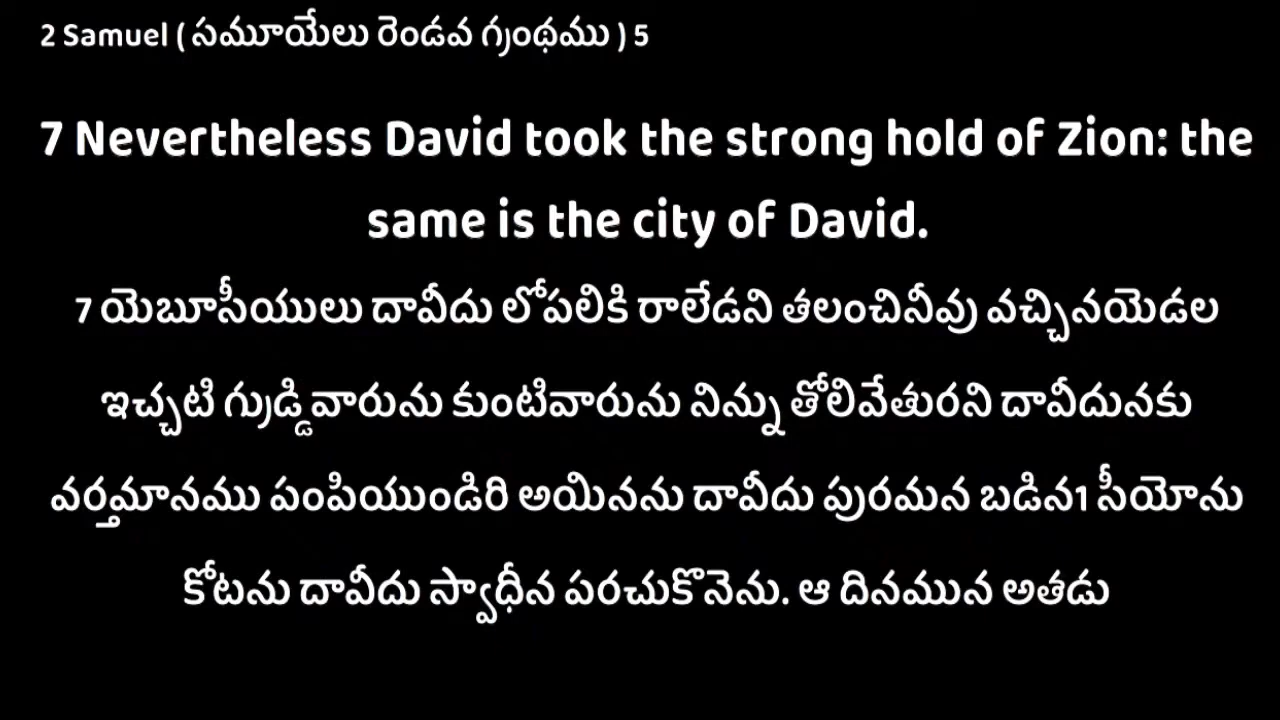 2 Samuel ( సమూయేలు రెండవ గ్రంథము ) 5
7 Nevertheless David took the strong hold of Zion: the
same is the city of David.
7 యెబూసీయులు దావీదు లోపలికి రాలేడని తలంచినీవు వచ్చినయెడల
ఇచ్చటి గ్రుడ్డివారును కుంటివారును నిన్ను తోలివేతురని దావీదునకు
వర్తమానము పంపియుండిరి అయినను దావీదు పురమన బడిన1 సీయోను
కోటను దావీదు స్వాధీన పరచుకొనెను. ఆ దినమున అతడు